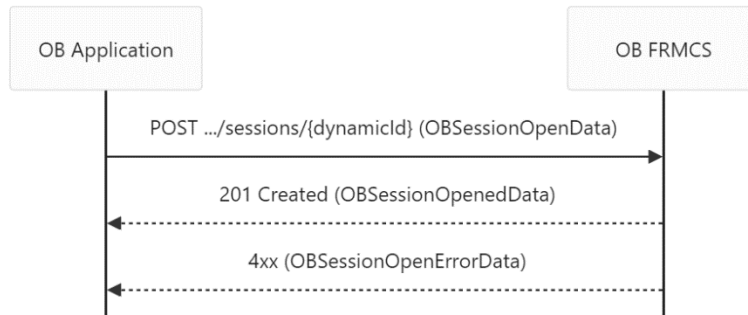 OB Application
OB FRMCS
POST .../sessions/{dynamicId} (OBSessionOpenData)
201 Created (OBSessionOpenedData)
4xx (OBSessionOpenErrorData)